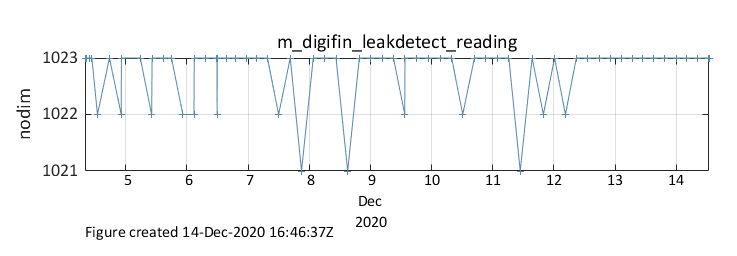 m_digifin_leakdetect_reading
1023
1022
1021
nodim
5 6 7 8 9 10 11 12 13 14
Dec
2020
Figure created 14-Dec-2020 16:46:37Z